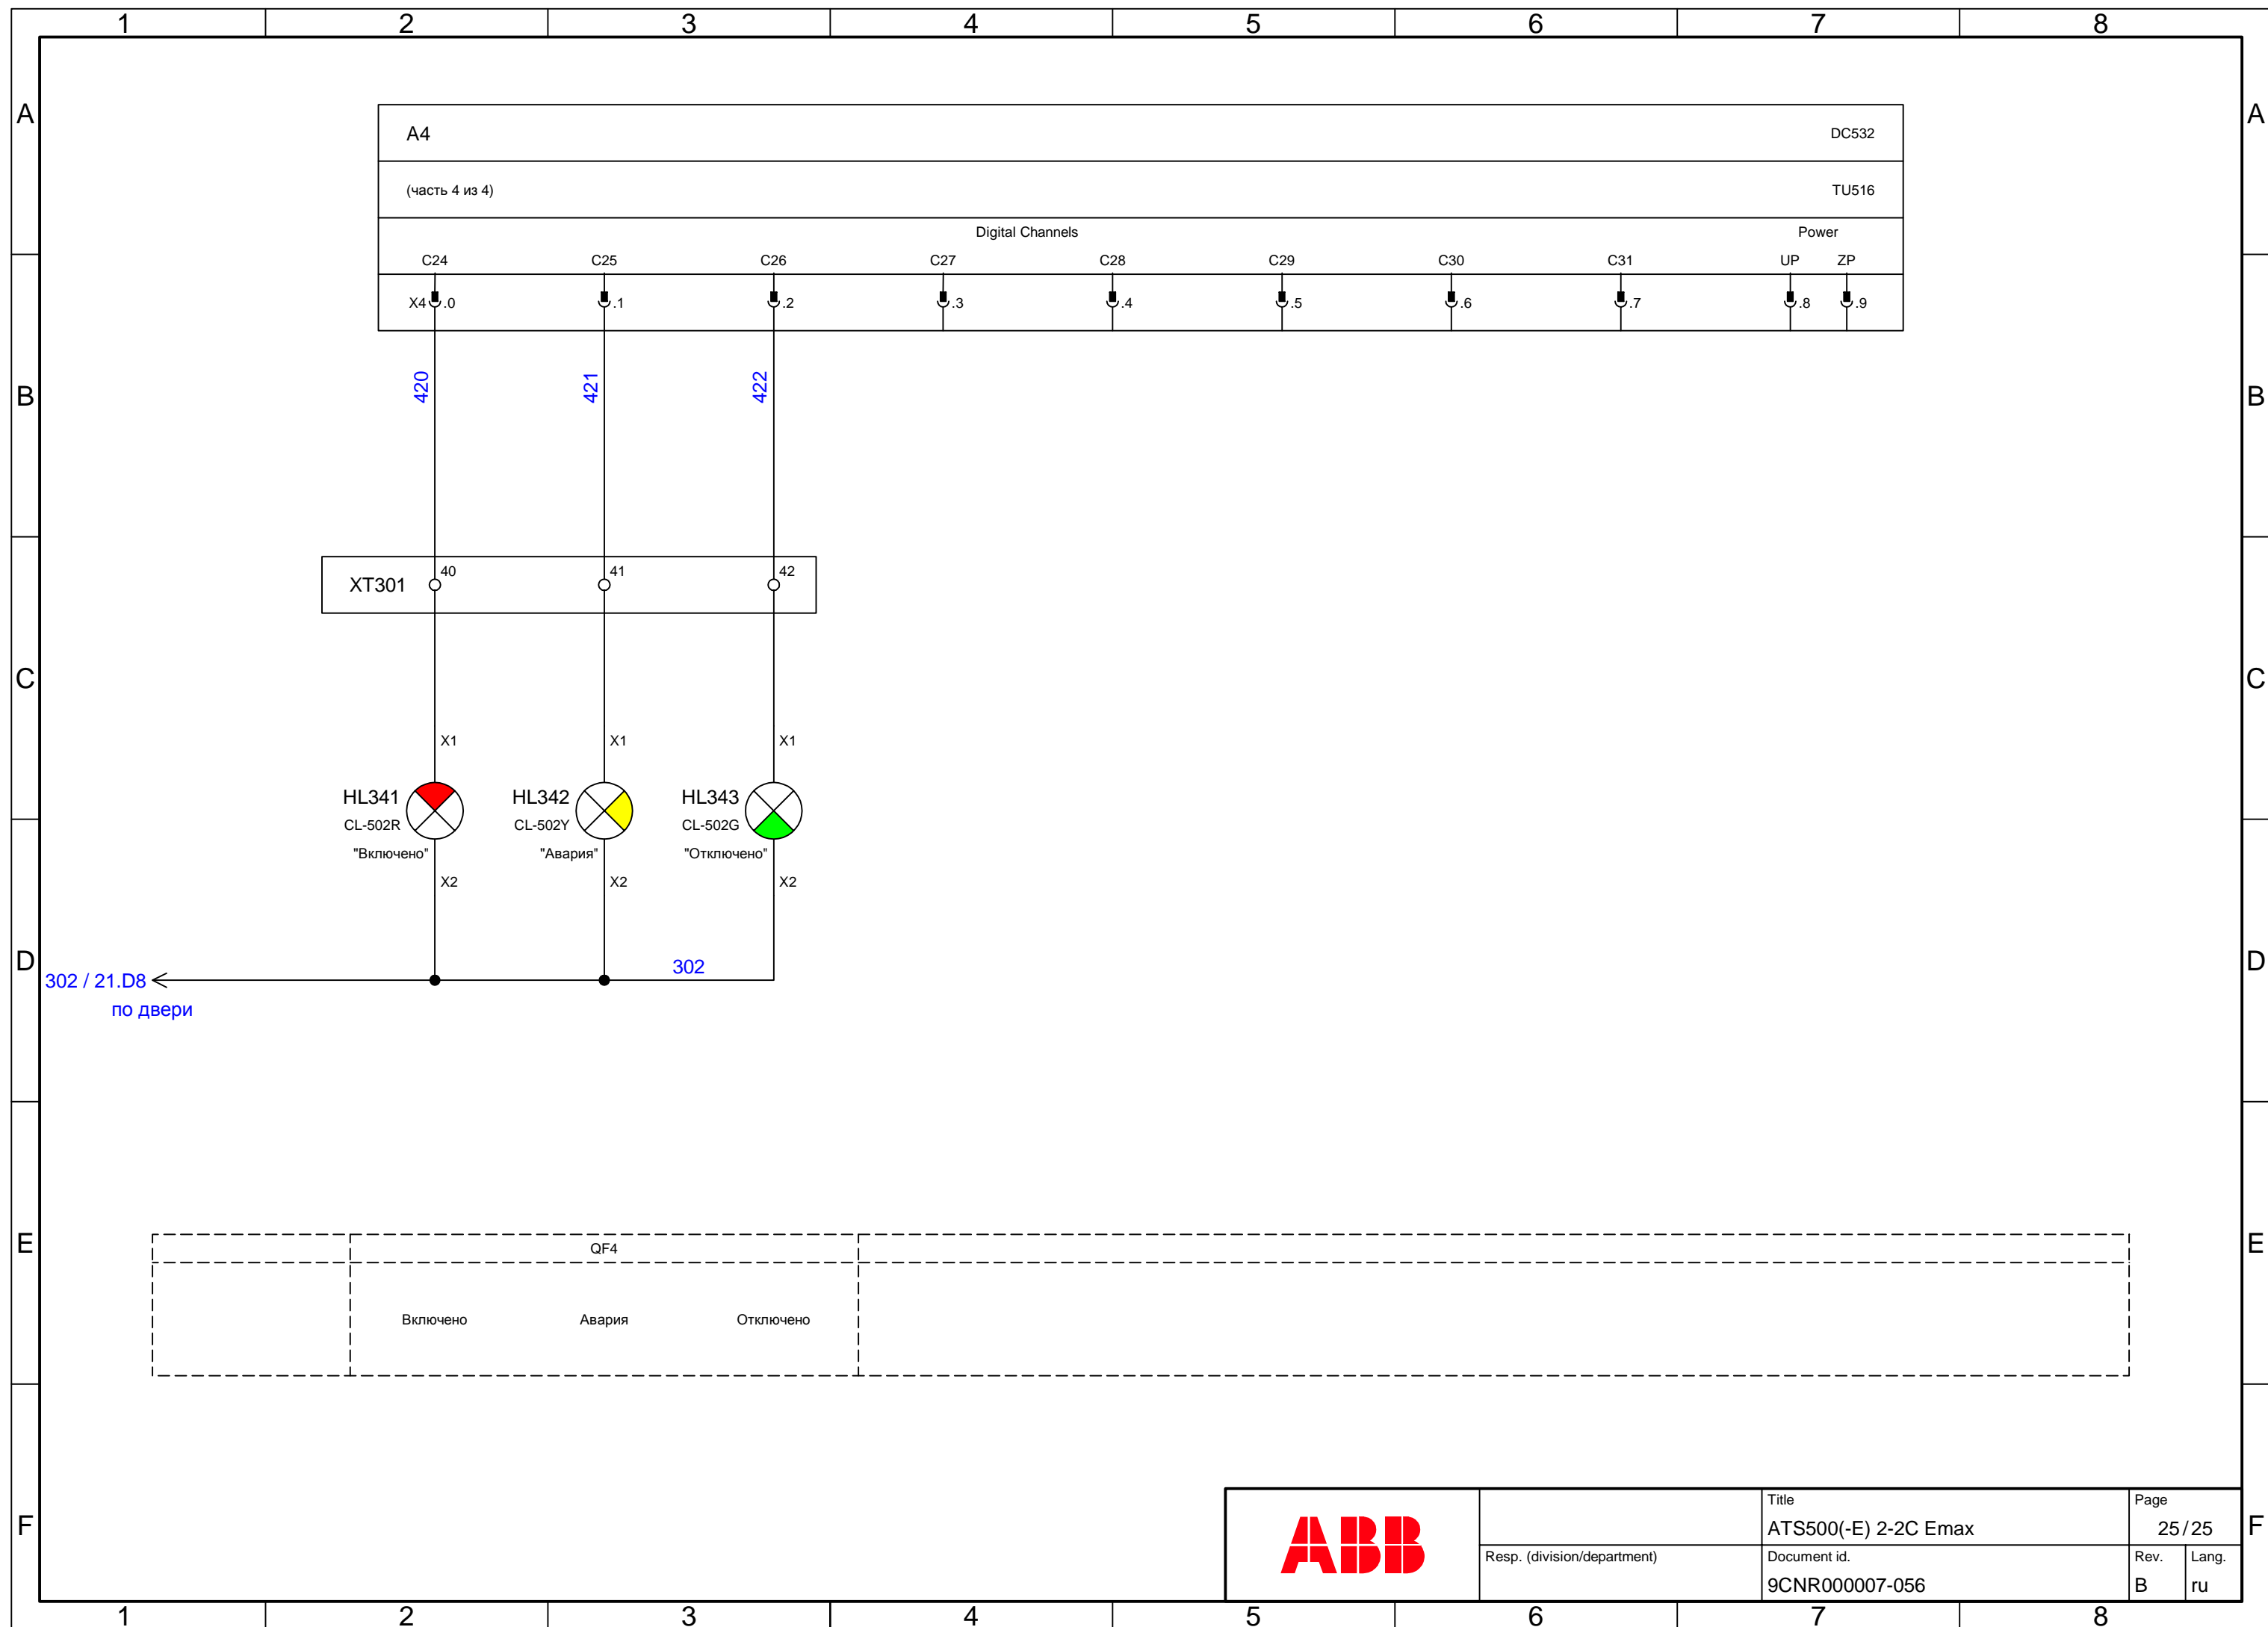 1 2 3 4 5 6 7 8
A A
A4 DC532
(часть 4 из 4) TU516
Digital Channels Power
C24 C25 C26 C27 C28 C29 C30 C31 UP ZP
X4 .0 .1 .2 .3 .4 .5 .6 .7 .8 .9
420 421 422
B B
XT301 40 41 42
C C
X1 X1 X1
HL341 HL342 HL343
CL-502R CL-502Y CL-502G
"Включено" "Авария" "Отключено"
X2 X2 X2
D D
302
302 / 21.D8
по двери
E E
QF4
Включено Авария Отключено
F F
ABB
Title
ATS500(-E) 2-2C Emax
Page
25/25
Resp. (division/department)
Document id.
9CNR000007-056
Rev.
B
Lang.
ru
1 2 3 4 5 6 7 8